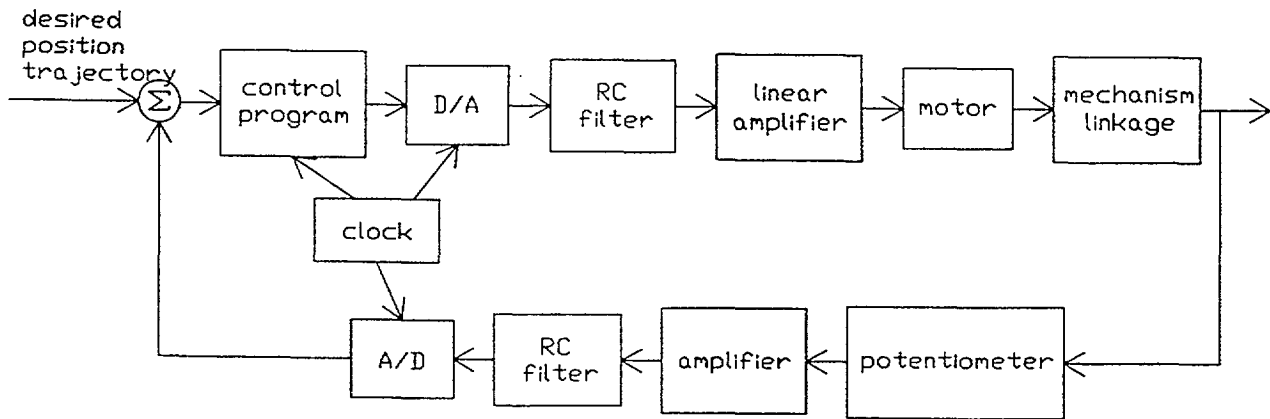 desired
position
trajectory
Σ
control
program
D/A
RC
filter
linear
amplifier
motor
mechanism
linkage
clock
A/D
RC
filter
amplifier
potentiometer